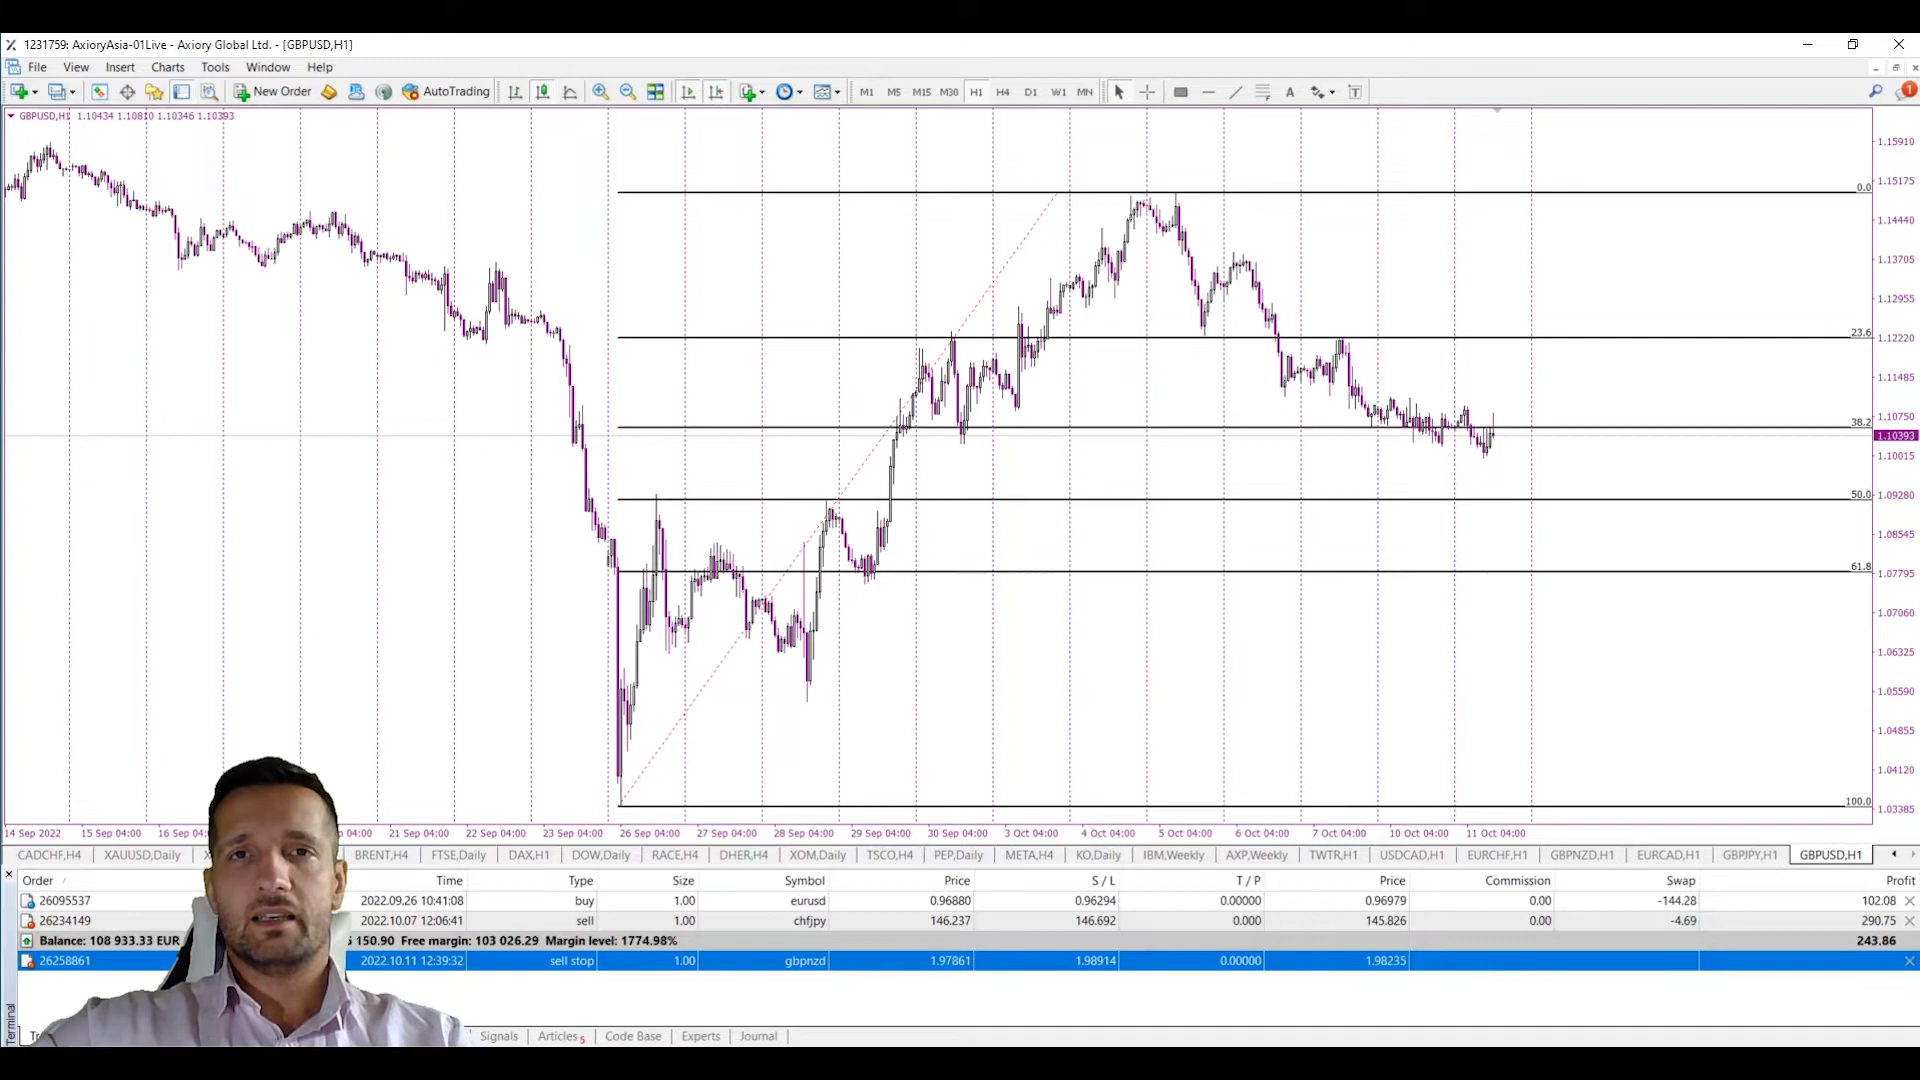 1231759: AxioryAsia-01Live - Axiory Global Ltd. - [GBPUSD,H1]
File View Insert Charts Tools Window Help
New Order AutoTrading M1 M5 M15 M30 H1 H4 D1 W1 MN A T 1
GBPUSD,H1 1.10434 1.10810 1.10346 1.10393
1.15910
1.15175
0.0
1.14440
1.13705
1.12955
23.6
1.12220
1.11485
1.10750
38.2
1.10393
1.10015
50.0
1.09280
1.08545
61.8
1.07795
1.07060
1.06325
1.05590
1.04855
1.04120
100.0
1.03385
14 Sep 2022 15 Sep 04:00 16 Sep 04: p 04:00 21 Sep 04:00 22 Sep 04:00 23 Sep 04:00 26 Sep 04:00 27 Sep 04:00 28 Sep 04:00 29 Sep 04:00 30 Sep 04:00 3 Oct 04:00 4 Oct 04:00 5 Oct 04:00 6 Oct 04:00 7 Oct 04:00 10 Oct 04:00 11 Oct 04:00
CADCHF,H4 XAUUSD,Daily BRENT,H4 FTSE,Daily DAX,H1 DOW,Daily RACE,H4 DHER,H4 XOM,Daily TSCO,H4 PEP,Daily META,H4 KO,Daily IBM,Weekly AXP,Weekly TWTR,H1 USDCAD,H1 EURCHF,H1 GBPNZD,H1 EURCAD,H1 GBPJPY,H1 GBPUSD,H1
Order Time Type Size Symbol Price S / L T / P Price Commission Swap Profit
26095537 2022.09.26 10:41:08 buy 1.00 eurusd 0.96880 0.96294 0.00000 0.96979 0.00 -144.28 102.08
26234149 2022.10.07 12:06:41 sell 1.00 chfjpy 146.237 146.692 0.000 145.826 0.00 -4.69 290.75
Balance: 108 933.33 EUR 150.90 Free margin: 103 026.29 Margin level: 1774.98% 243.86
26258861 2022.10.11 12:39:32 sell stop 1.00 gbpnzd 1.97861 1.98914 0.00000 1.98235
Terminal
Signals Articles 5 Code Base Experts Journal